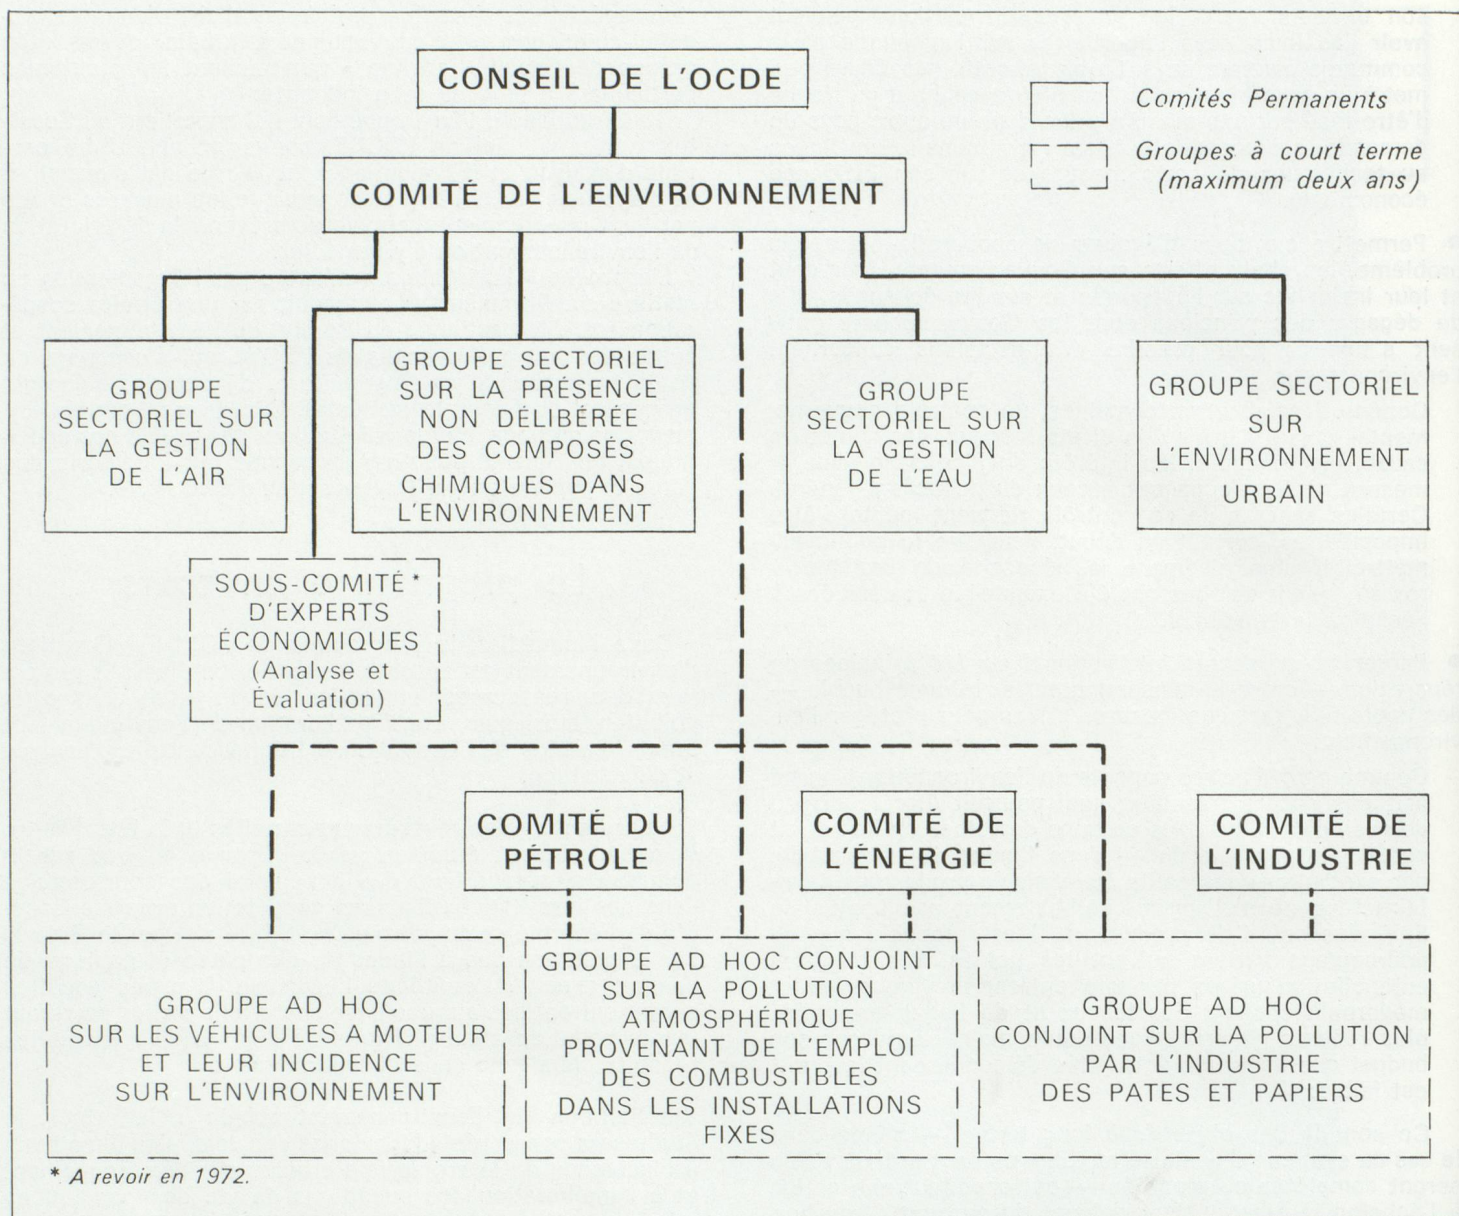 CONSEIL DE L'OCDE
Comités Permanents
Groupes à court terme
(maximum deux ans)
COMITÉ DE L'ENVIRONNEMENT
GROUPE
SECTORIEL SUR
LA GESTION
DE L'AIR
GROUPE SECTORIEL
SUR LA PRÉSENCE
NON DÉLIBÉRÉE
DES COMPOSÉS
CHIMIQUES DANS
L'ENVIRONNEMENT
GROUPE
SECTORIEL SUR
LA GESTION
DE L'EAU
GROUPE SECTORIEL
SUR
L'ENVIRONNEMENT
URBAIN
SOUS-COMITÉ*
D'EXPERTS
ÉCONOMIQUES
(Analyse et
Évaluation)
COMITÉ DU
PÉTROLE
COMITÉ DE
L'ÉNERGIE
COMITÉ DE
L'INDUSTRIE
GROUPE AD HOC
SUR LES VÉHICULES A MOTEUR
ET LEUR INCIDENCE
SUR L'ENVIRONNEMENT
GROUPE AD HOC CONJOINT
SUR LA POLLUTION
ATMOSPHÉRIQUE
PROVENANT DE L'EMPLOI
DES COMBUSTIBLES
DANS LES INSTALLATIONS
FIXES
GROUPE AD HOC
CONJOINT SUR LA POLLUTION
PAR L'INDUSTRIE
DES PATES ET PAPIERS
* A revoir en 1972.